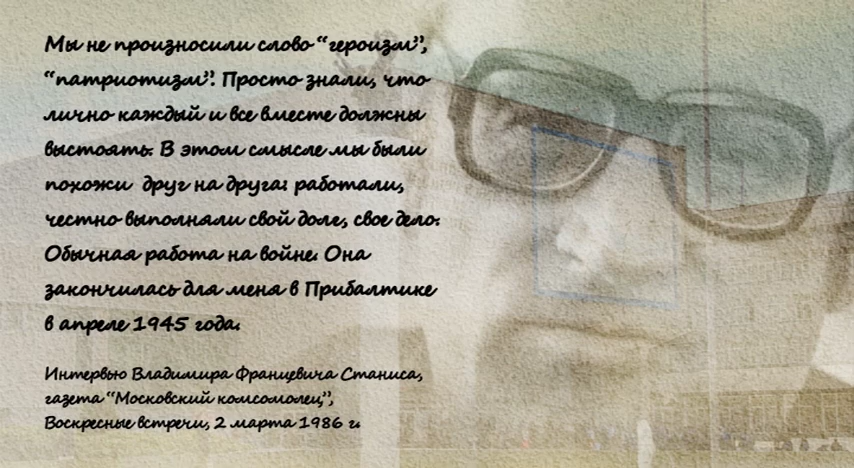 Мы не произносили слово “героизм”,
“патриотизм”. Просто знали, что
лично каждый и все вместе должны
выстоять. В этом смысле мы были
похожи друг на друга: работали,
честно выполняли свой долг, свое дело.
Обычная работа на войне. Она
закончилась для меня в Прибалтике
в апреле 1945 года.
Интервью Владимира Францевича Станиса,
газета “Московский комсомолец”,
Воскресные встречи, 2 марта 1986 г.